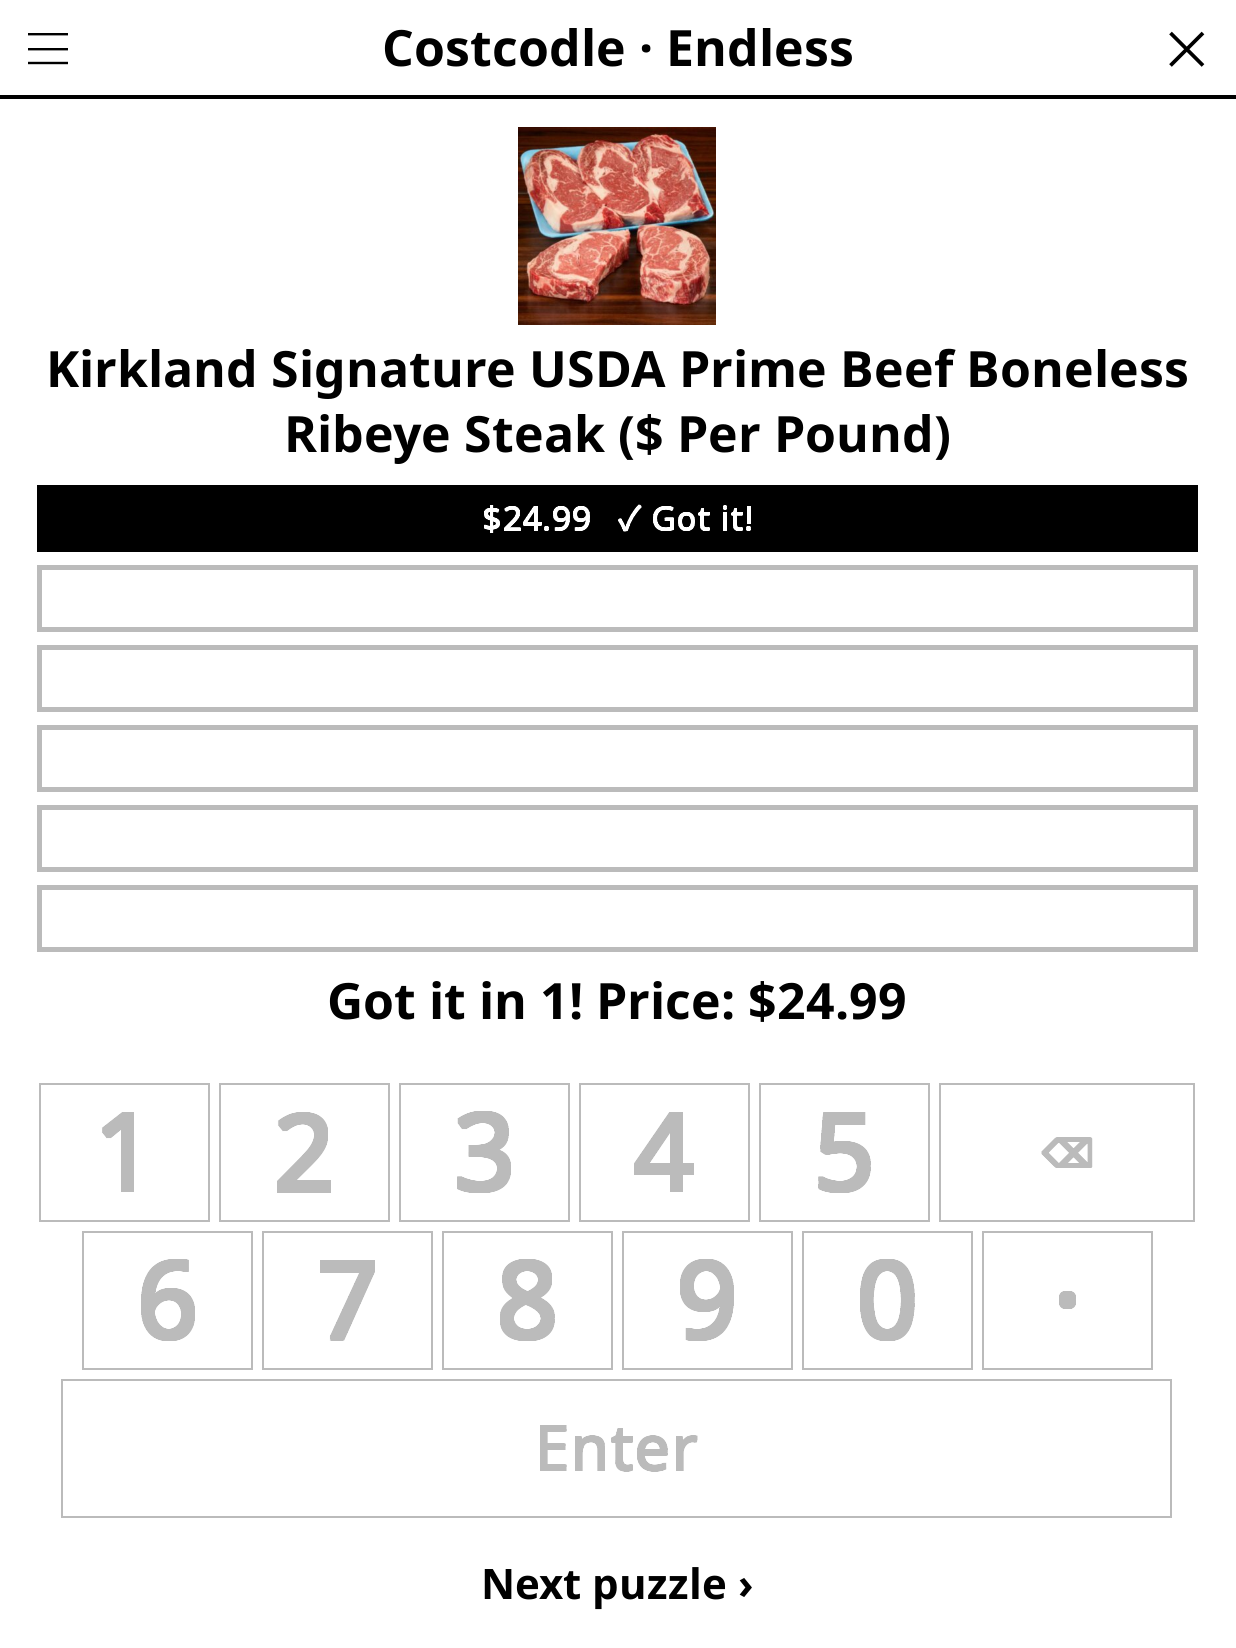 Costcodle · Endless
Kirkland Signature USDA Prime Beef Boneless
Ribeye Steak ($ Per Pound)
$24.99 ✓ Got it!
Got it in 1! Price: $24.99
1 2 3 4 5 ⌫
6 7 8 9 0 .
Enter
Next puzzle ›